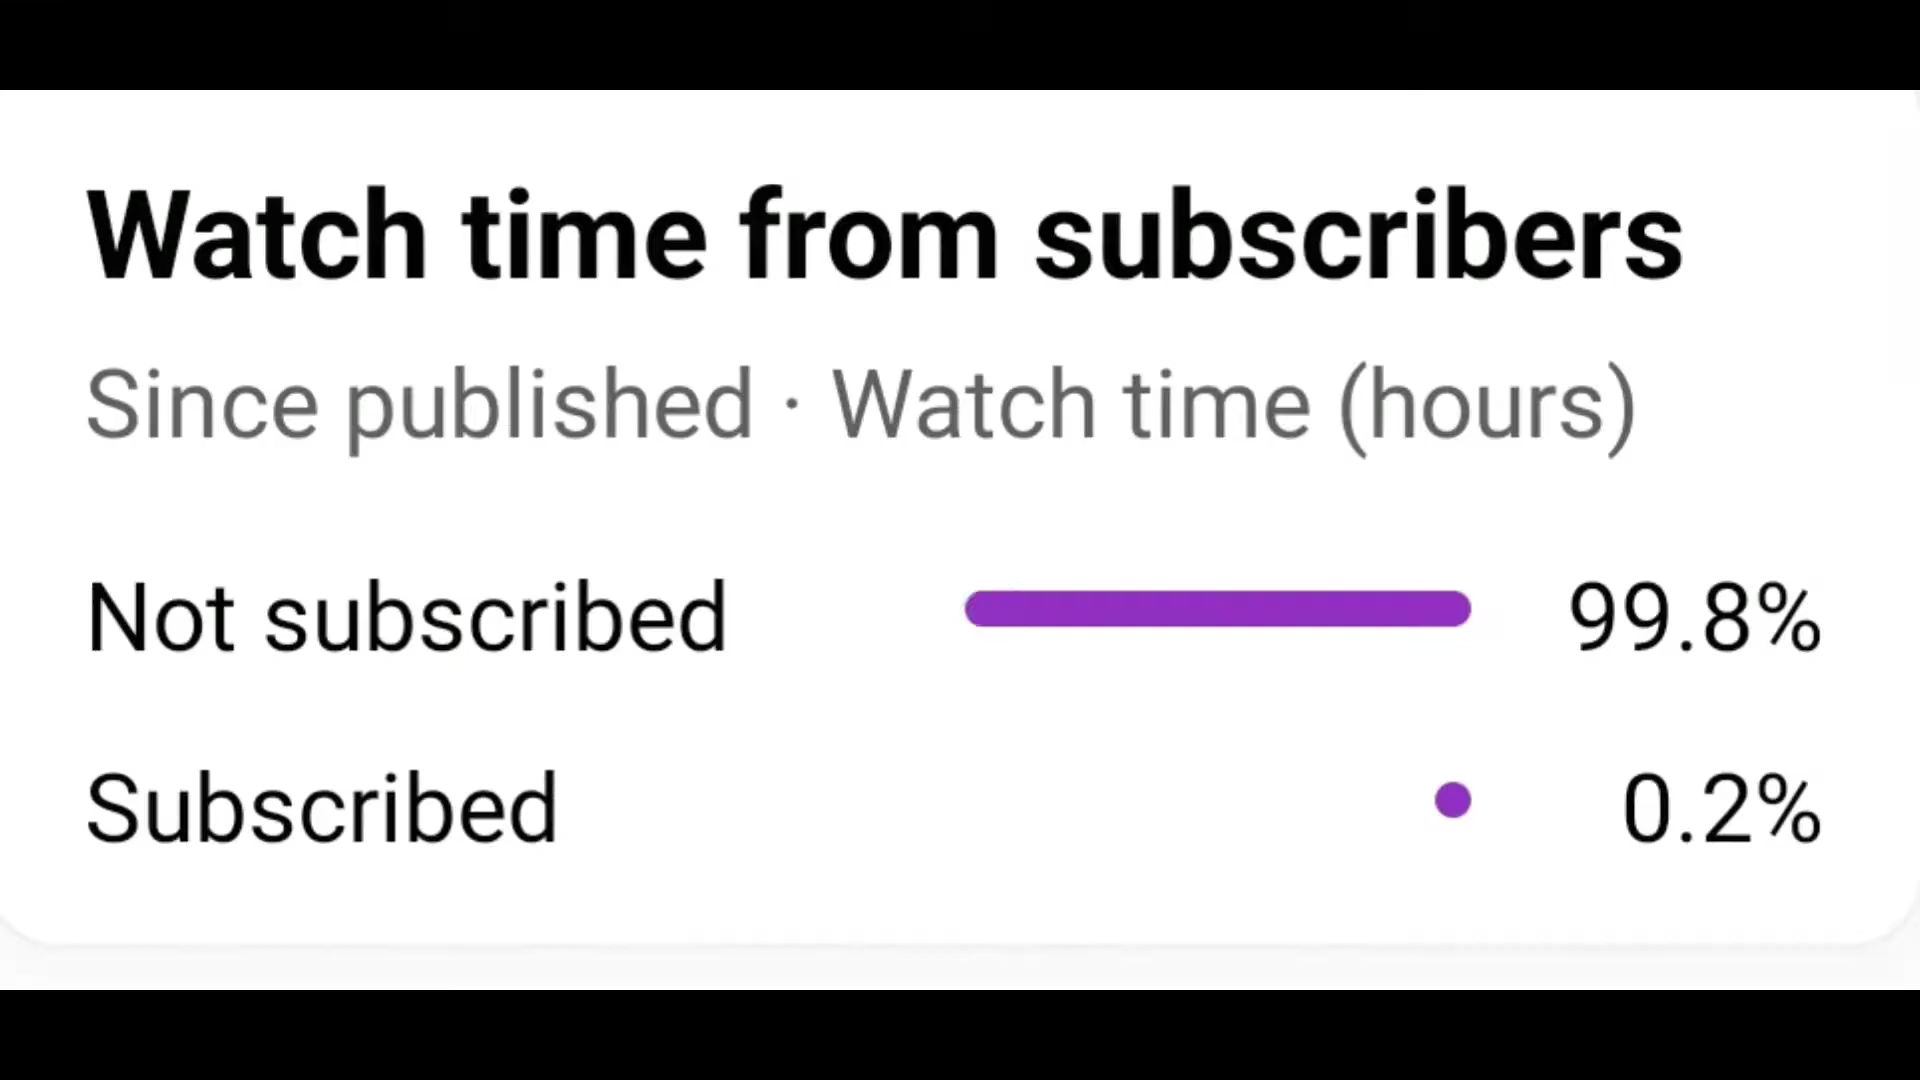 Watch time from subscribers
Since published · Watch time (hours)
Not subscribed 99.8%
Subscribed 0.2%